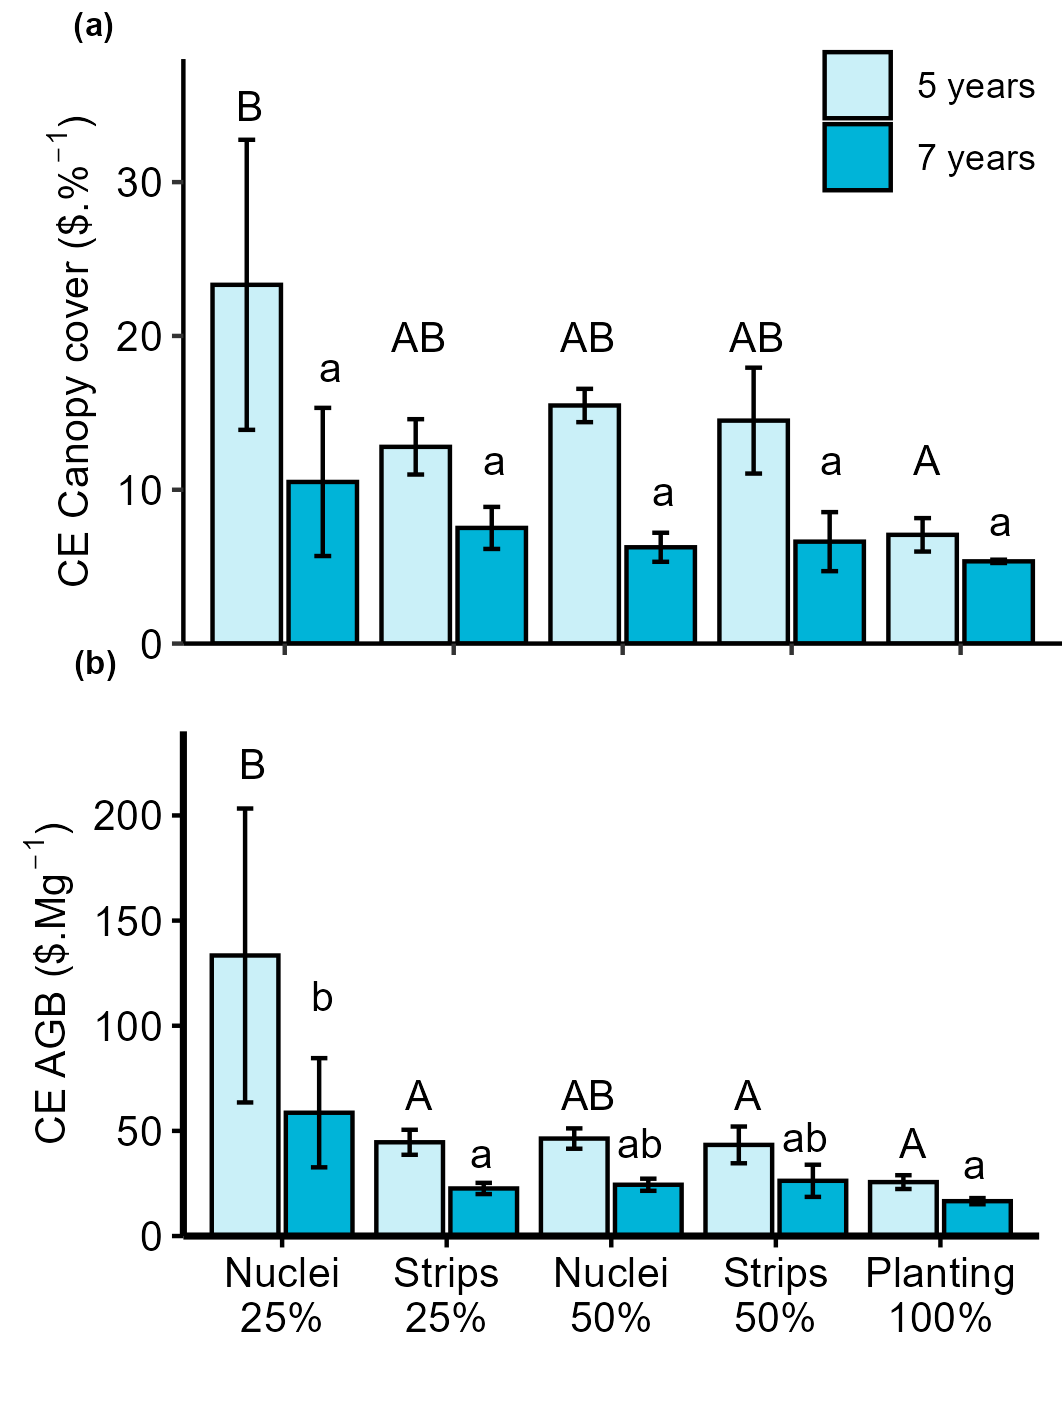 (a)
CE Canopy cover ($.%⁻¹)
30
20
10
0
B
a
AB
a
AB
a
AB
a
A
a
5 years
7 years
(b)
CE AGB ($.Mg⁻¹)
200
150
100
50
0
B
b
A
a
AB
ab
A
ab
A
a
Nuclei
25%
Strips
25%
Nuclei
50%
Strips
50%
Planting
100%